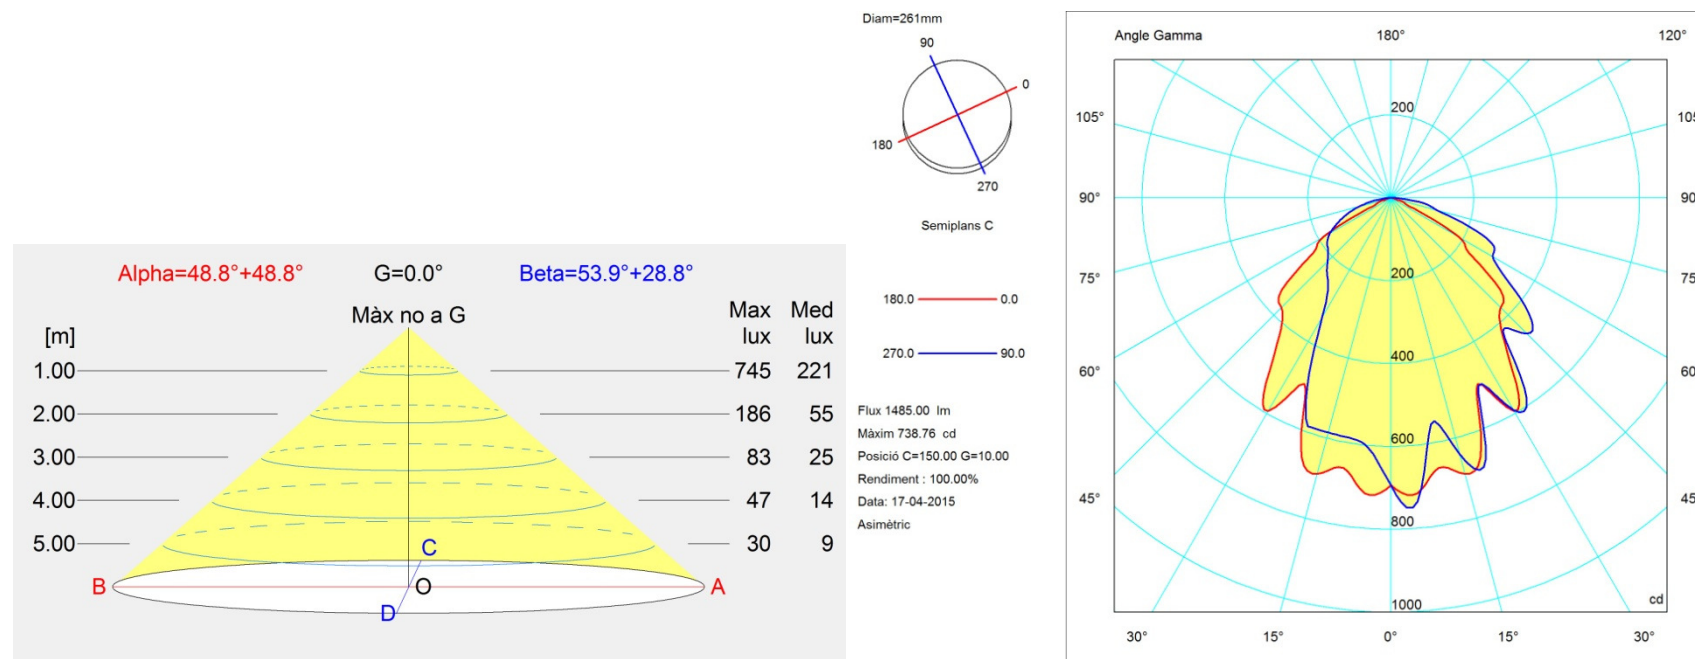 Alpha=48.8°+48.8° G=0.0° Beta=53.9°+28.8°
Màx no a G
[m] Max lux Med lux
1.00 745 221
2.00 186 55
3.00 83 25
4.00 47 14
5.00 30 9
C
B O A
D
Diam=261mm
90
0
180
270
Semiplans C
180.0 0.0
270.0 90.0
Flux 1485.00 lm
Màxim 738.76 cd
Posició C=150.00 G=10.00
Rendiment : 100.00%
Data: 17-04-2015
Asimètric
Angle Gamma 180° 120°
200
105° 105
90° 90
200
75° 75
400
60° 60
600
45° 45
800
1000 cd
30° 15° 0° 15° 30°